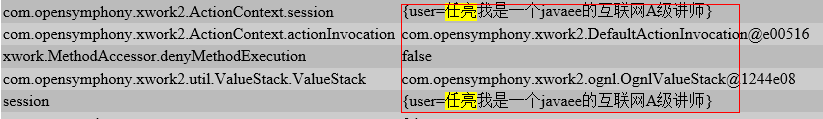 com.opensymphony.xwork2.ActionContext.session {user=任亮我是一个javaee的互联网A级讲师}
com.opensymphony.xwork2.ActionContext.actionInvocation com.opensymphony.xwork2.DefaultActionInvocation@e00516
xwork.MethodAccessor.denyMethodExecution false
com.opensymphony.xwork2.util.ValueStack.ValueStack com.opensymphony.xwork2.ognl.OgnlValueStack@1244e08
session {user=任亮我是一个javaee的互联网A级讲师}